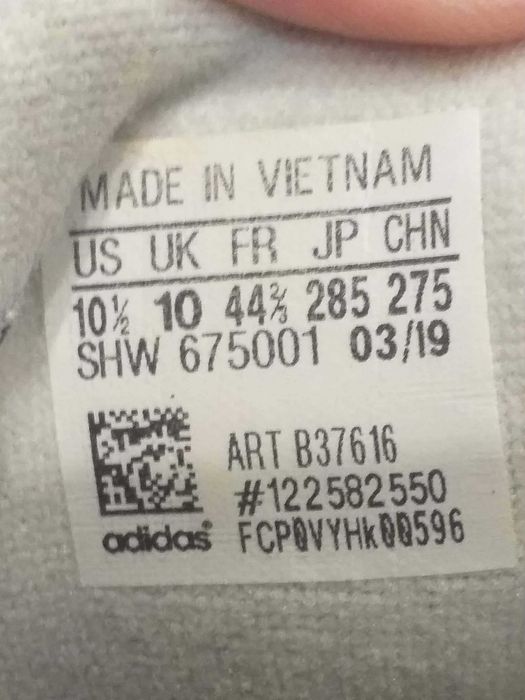 MADE IN VIETNAM
US UK FR JP CHN
10½ 10 44⅔ 285 275
SHW 675001 03/19
ART B37616
#122582550
adidas® FCP0VYHk00596